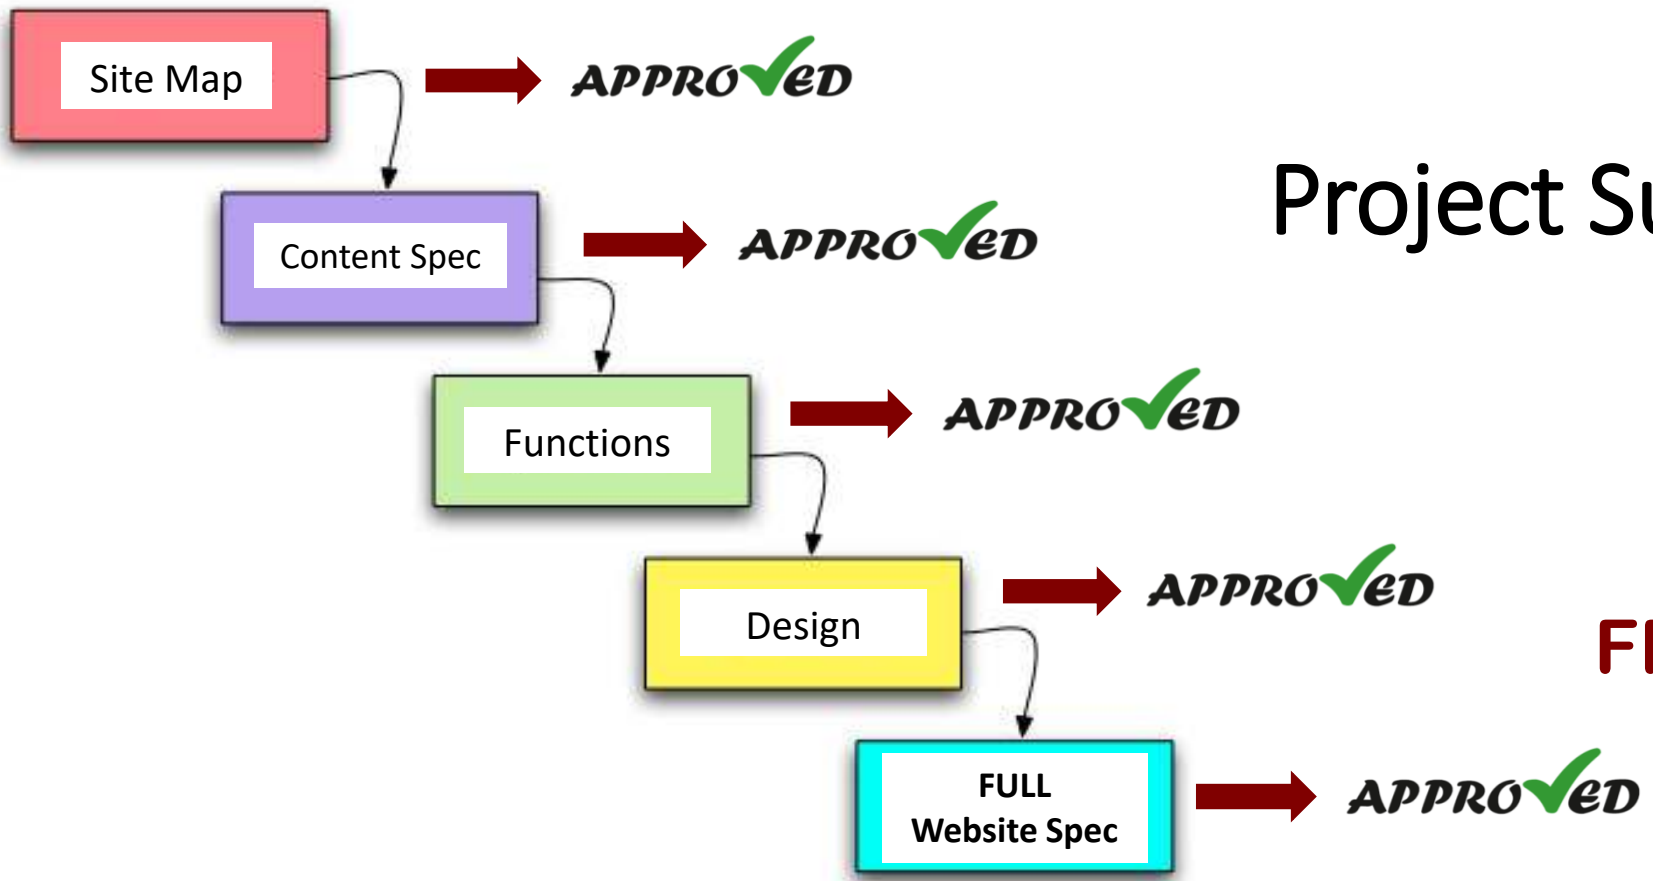 Site Map
APPROVED
Project Su
Content Spec
APPROVED
Functions
APPROVED
Design
APPROVED
FULL
Website Spec
APPROVED